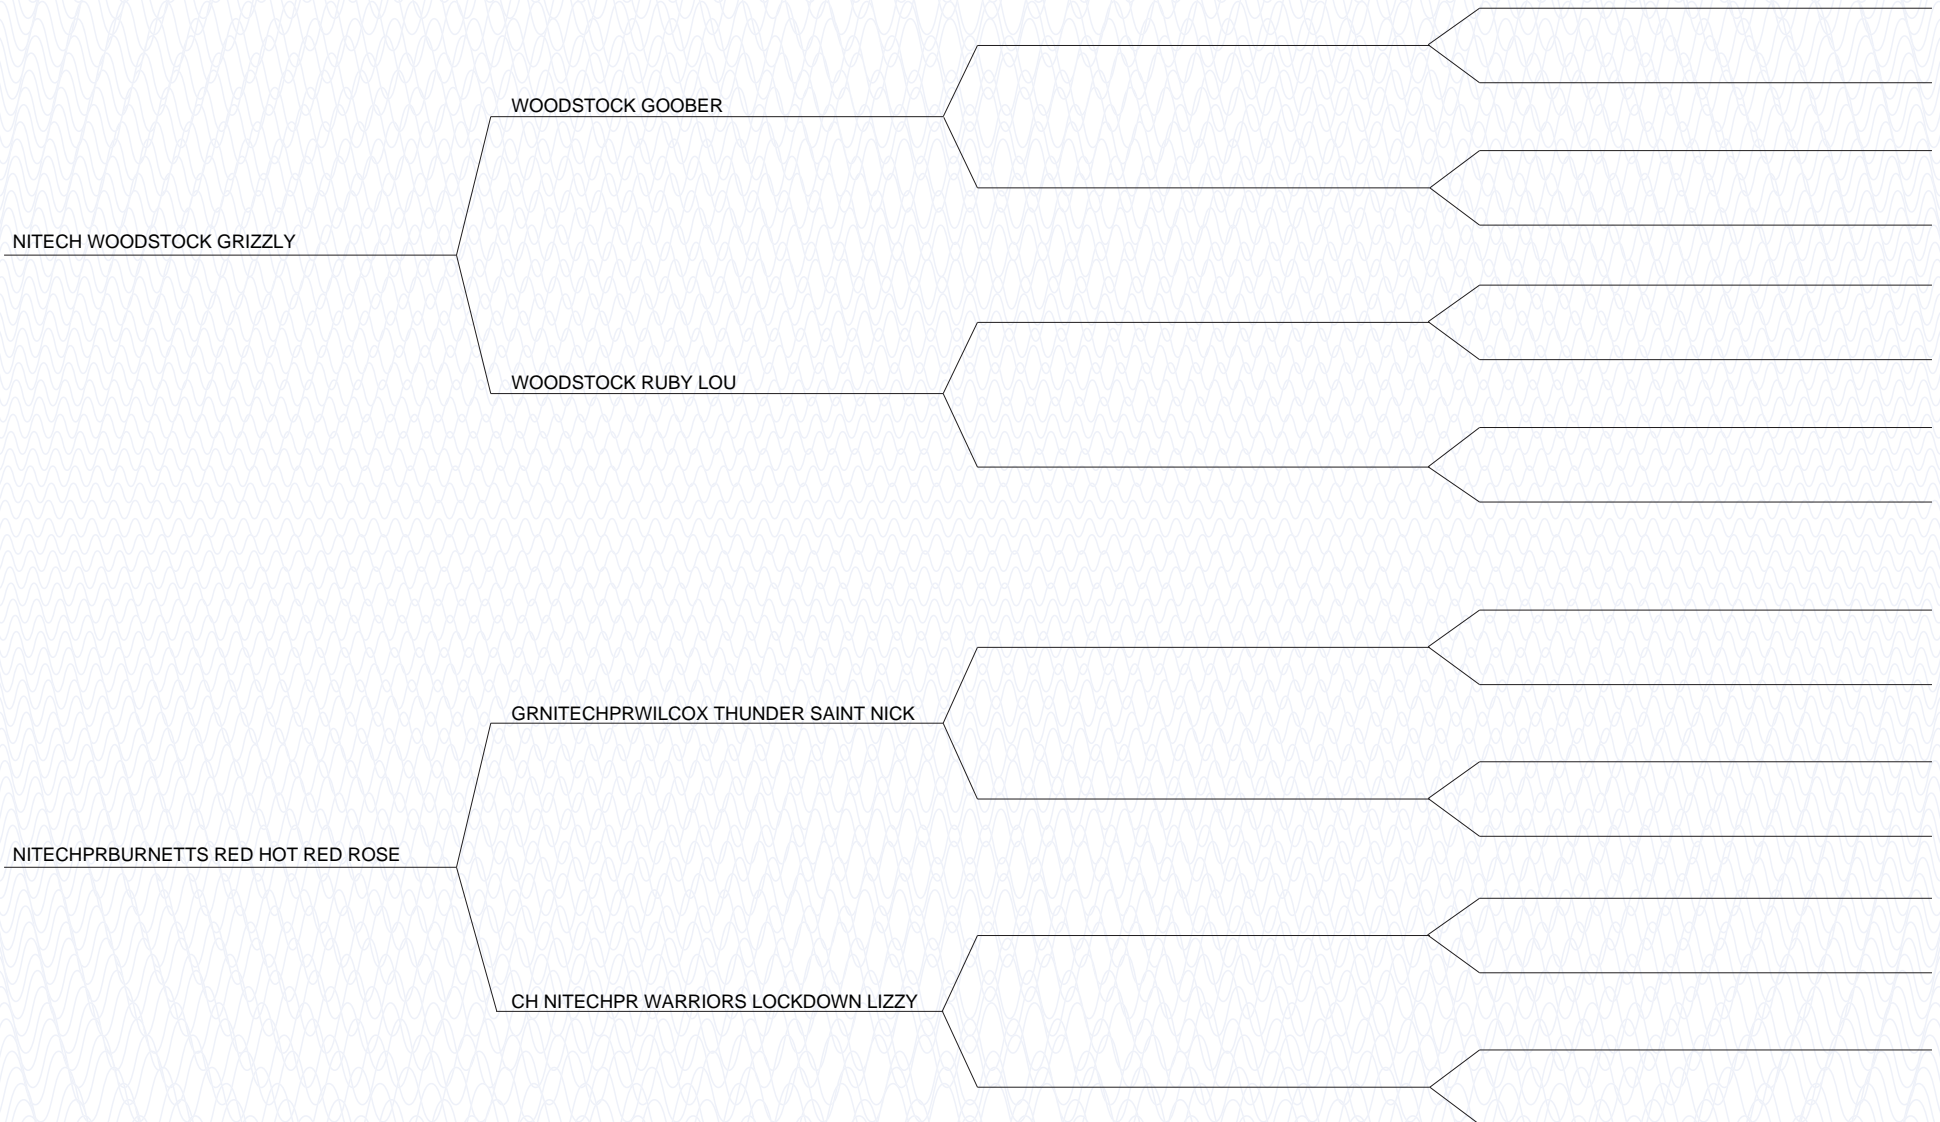 WOODSTOCK GOOBER
NITECH WOODSTOCK GRIZZLY
WOODSTOCK RUBY LOU
GRNITECHPRWILCOX THUNDER SAINT NICK
NITECHPRBURNETTS RED HOT RED ROSE
CH NITECHPR WARRIORS LOCKDOWN LIZZY